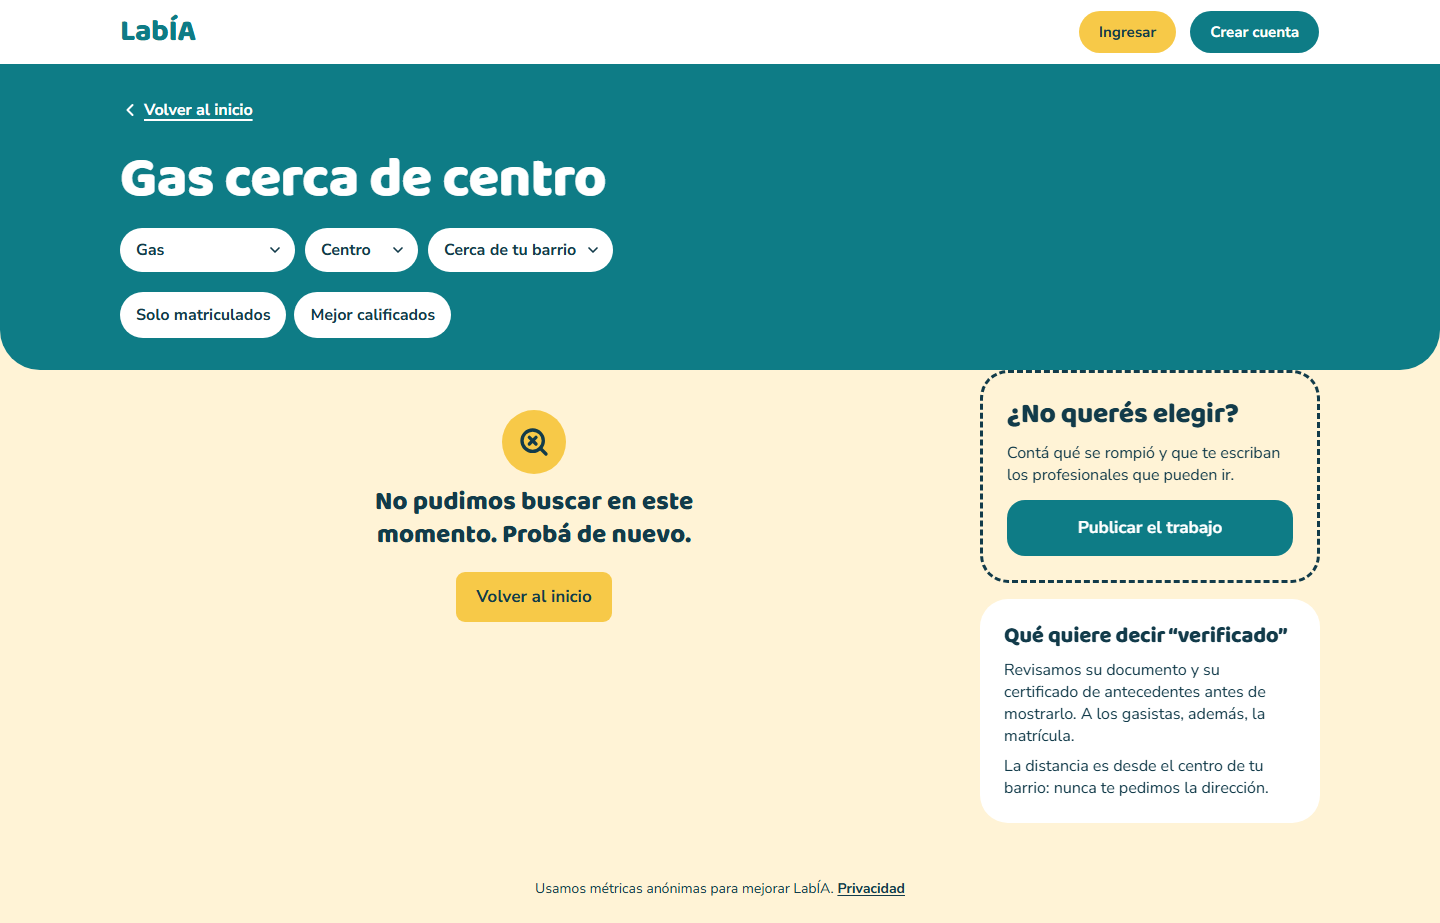 LabÍA
Ingresar
Crear cuenta
Volver al inicio
Gas cerca de centro
Gas
Centro
Cerca de tu barrio
Solo matriculados
Mejor calificados
No pudimos buscar en este
momento. Probá de nuevo.
Volver al inicio
¿No querés elegir?
Contá qué se rompió y que te escriban
los profesionales que pueden ir.
Publicar el trabajo
Qué quiere decir “verificado”
Revisamos su documento y su
certificado de antecedentes antes de
mostrarlo. A los gasistas, además, la
matrícula.
La distancia es desde el centro de tu
barrio: nunca te pedimos la dirección.
Usamos métricas anónimas para mejorar LabÍA. Privacidad